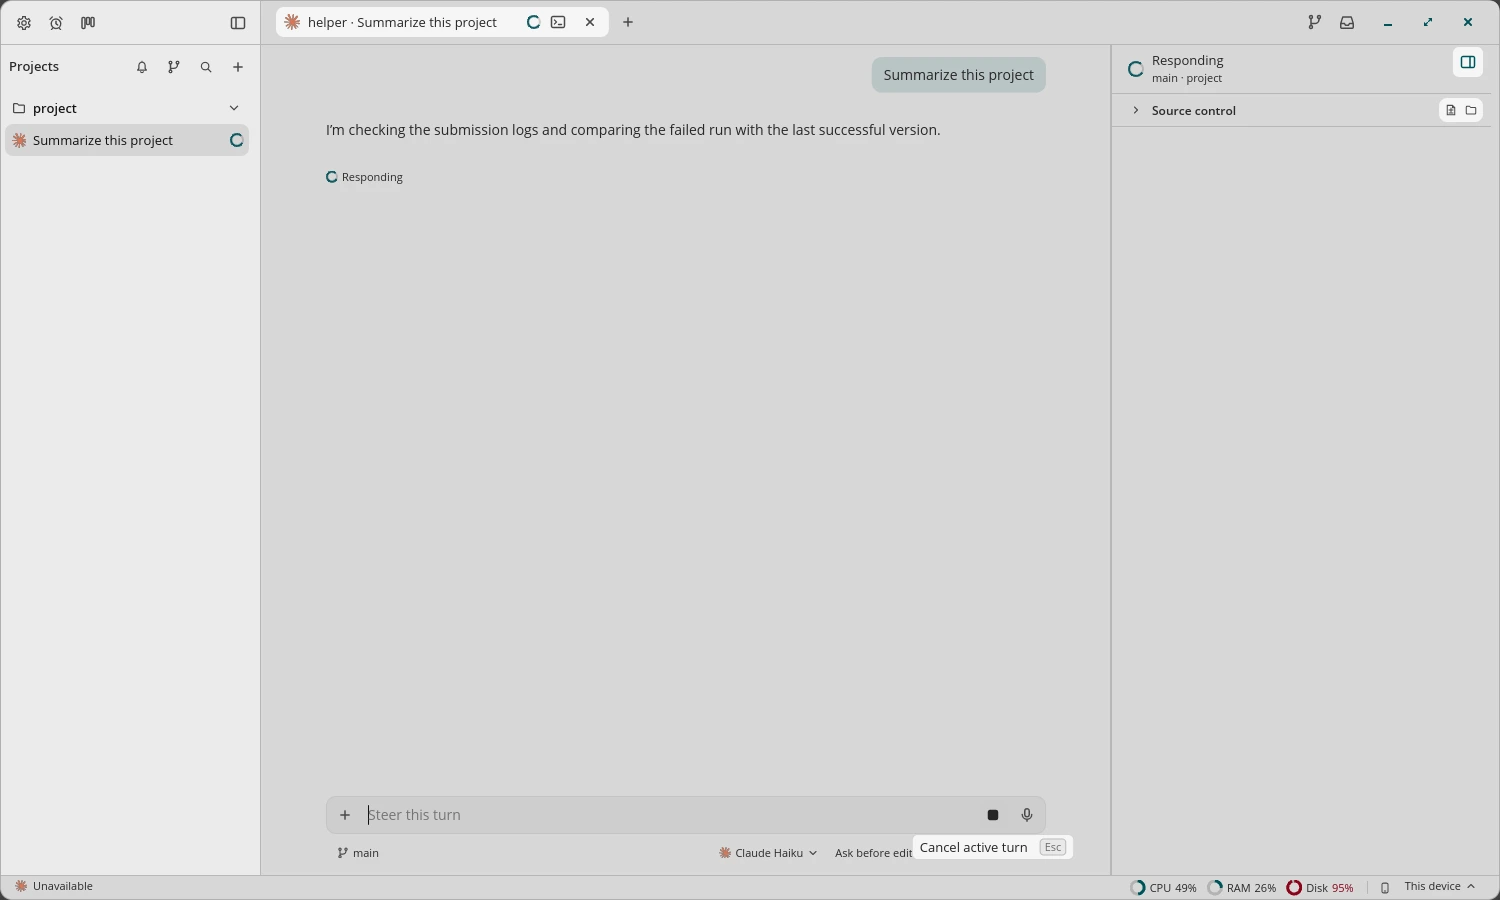 helper · Summarize this project
Projects
project
Summarize this project
Summarize this project
I'm checking the submission logs and comparing the failed run with the last successful version.
Responding
Responding
main · project
Source control
Steer this turn
main
Claude Haiku
Ask before edit
Cancel active turn Esc
Unavailable
CPU 49%
RAM 26%
Disk 95%
This device